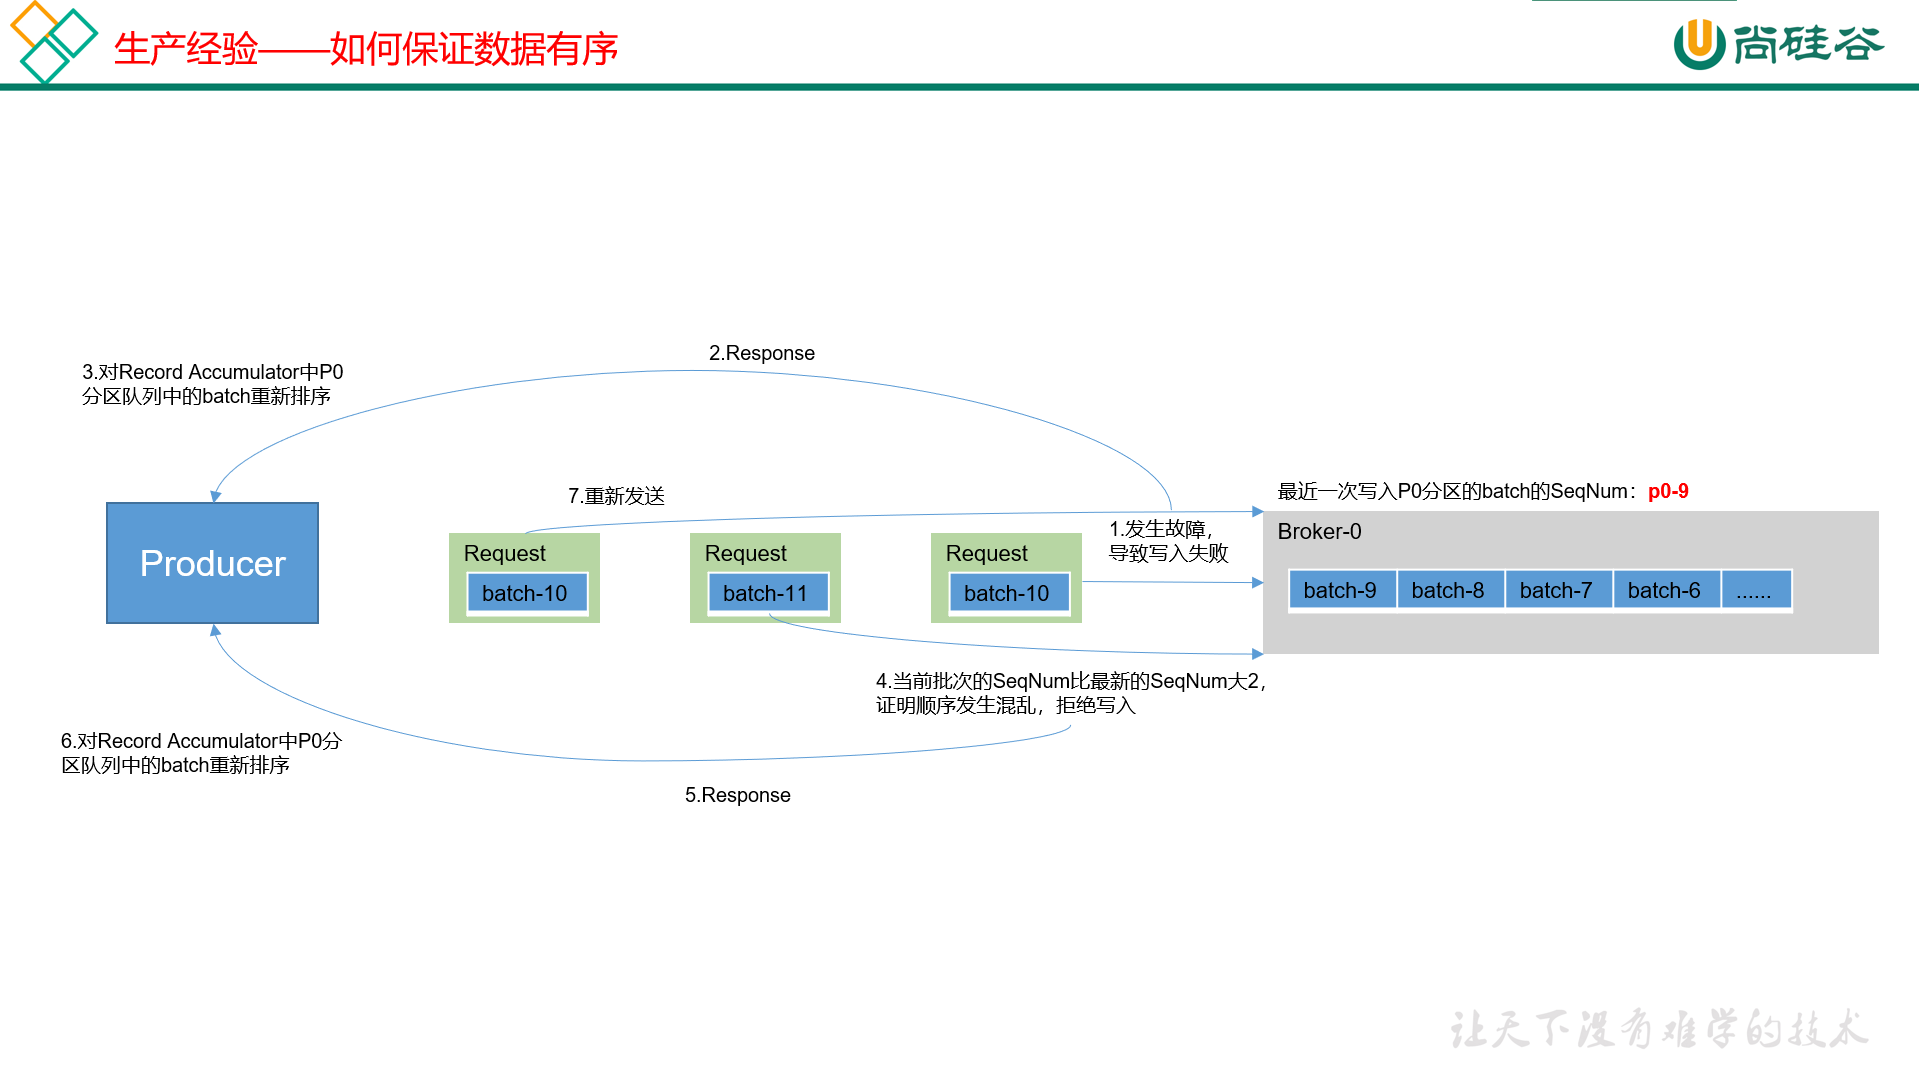 生产经验——如何保证数据有序
尚硅谷
2.Response
3.对Record Accumulator中P0
分区队列中的batch重新排序
7.重新发送
最近一次写入P0分区的batch的SeqNum：p0-9
1.发生故障，
导致写入失败
Broker-0
Producer
Request
batch-10
Request
batch-11
Request
batch-10
batch-9
batch-8
batch-7
batch-6
......
4.当前批次的SeqNum比最新的SeqNum大2，
证明顺序发生混乱，拒绝写入
6.对Record Accumulator中P0分
区队列中的batch重新排序
5.Response
让天下没有难学的技术